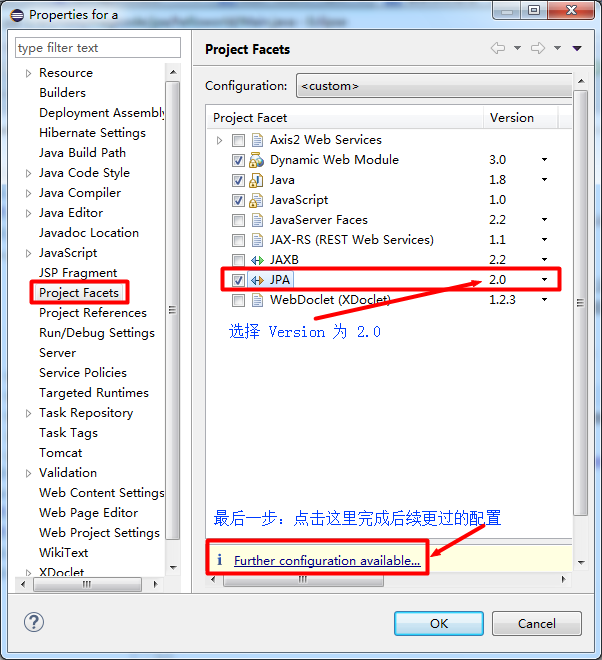 Properties for a
type filter text
Resource
Builders
Deployment Assembly
Hibernate Settings
Java Build Path
Java Code Style
Java Compiler
Java Editor
Javadoc Location
JavaScript
JSP Fragment
Project Facets
Project References
Run/Debug Settings
Server
Service Policies
Targeted Runtimes
Task Repository
Task Tags
Tomcat
Validation
Web Content Settings
Web Page Editor
Web Project Settings
WikiText
XDoclet
Project Facets
Configuration: <custom>
Project Facet Version
Axis2 Web Services
Dynamic Web Module 3.0
Java 1.8
JavaScript 1.0
JavaServer Faces 2.2
JAX-RS (REST Web Services) 1.1
JAXB 2.2
JPA 2.0
WebDoclet (XDoclet) 1.2.3
选择 Version 为 2.0
最后一步：点击这里完成后续更过的配置
Further configuration available...
OK Cancel